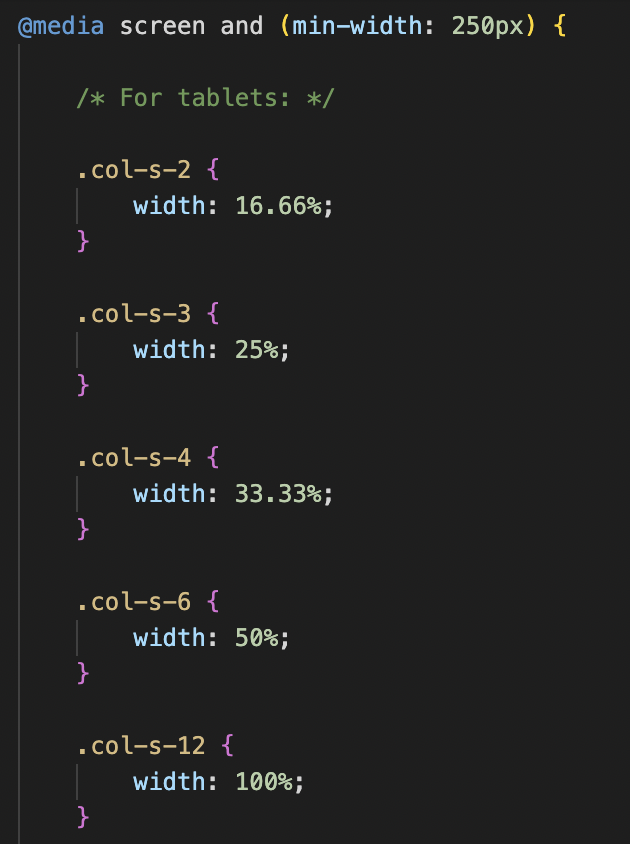 @media screen and (min-width: 250px) {
/* For tablets: */
.col-s-2 {
width: 16.66%;
}
.col-s-3 {
width: 25%;
}
.col-s-4 {
width: 33.33%;
}
.col-s-6 {
width: 50%;
}
.col-s-12 {
width: 100%;
}